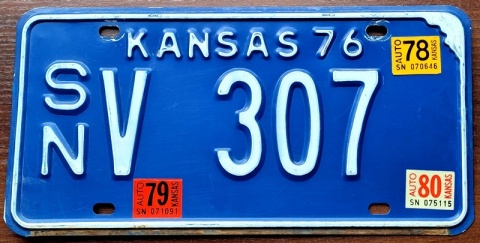 KANSAS 76
AUTO 78 KANSAS
SN 070646
SN V 307
AUTO 79 KANSAS
SN 071091
AUTO 80 KANSAS
SN 075115